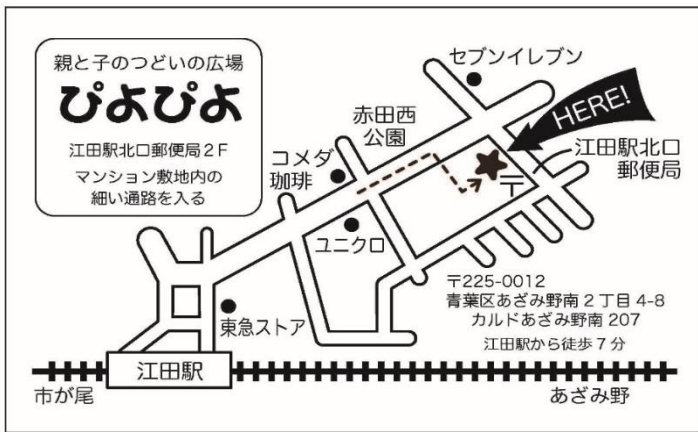 親と子のつどいの広場
ぴよぴよ
江田駅北口郵便局2F
マンション敷地内の
細い通路を入る
セブンイレブン
HERE!
赤田西
公園
コメダ
珈琲
江田駅北口
郵便局
〒
ユニクロ
東急ストア
〒225-0012
青葉区あざみ野南2丁目4-8
カルドあざみ野南 207
江田駅から徒歩7分
江田駅
市が尾
あざみ野